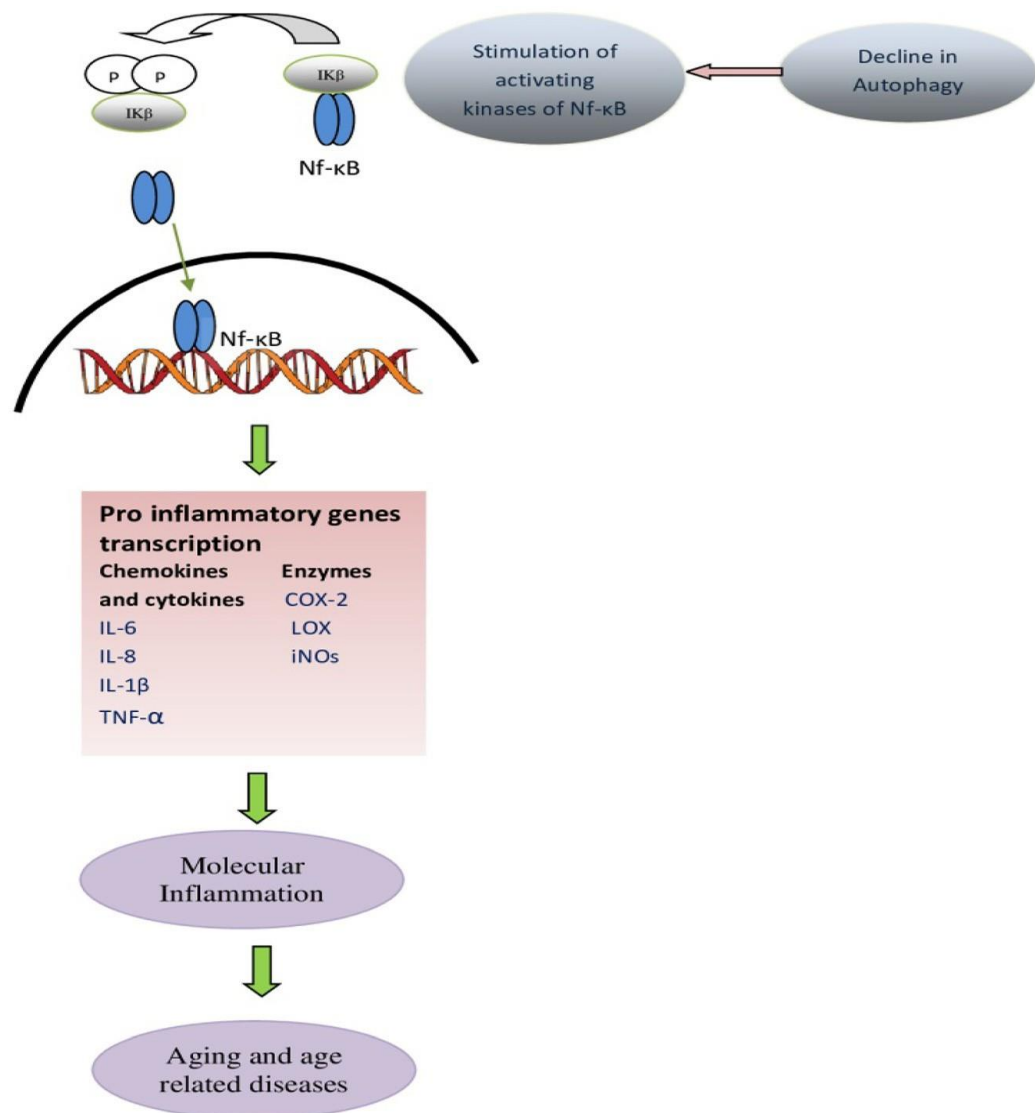 P
P
IKβ
IKβ
Nf-κB
Stimulation of
activating
kinases of Nf-κB
Decline in
Autophagy
Nf-κB
Pro inflammatory genes
transcription
Chemokines
and cytokines
IL-6
IL-8
IL-1β
TNF-α
Enzymes
COX-2
LOX
iNOs
Molecular
Inflammation
Aging and age
related diseases